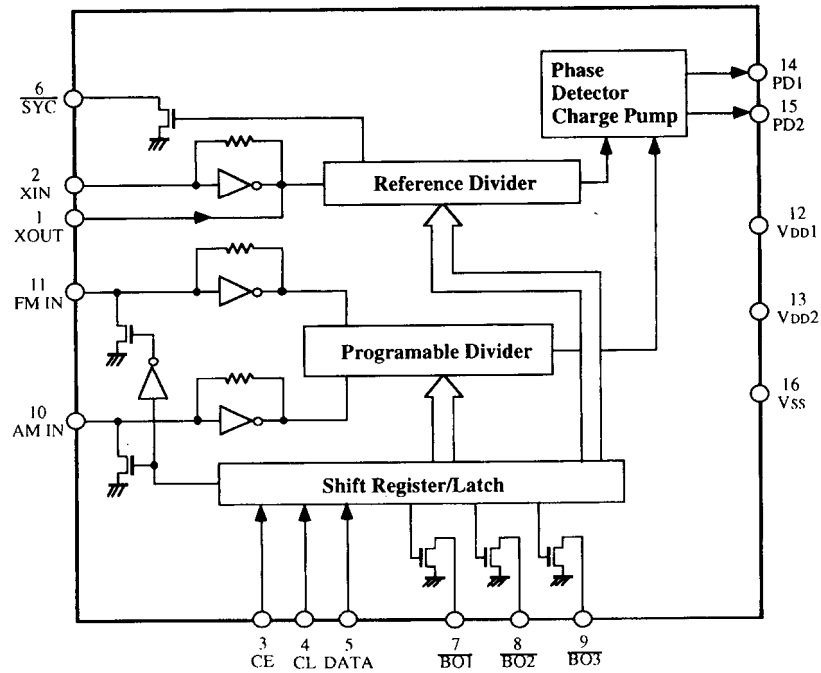 6
SYC
2
XIN
1
XOUT
11
FM IN
10
AM IN
Phase
Detector
Charge Pump
Reference Divider
Programable Divider
Shift Register/Latch
14
PD1
15
PD2
12
VDD1
13
VDD2
16
VSS
3
CE
4
CL
5
DATA
7
BO1
8
BO2
9
BO3